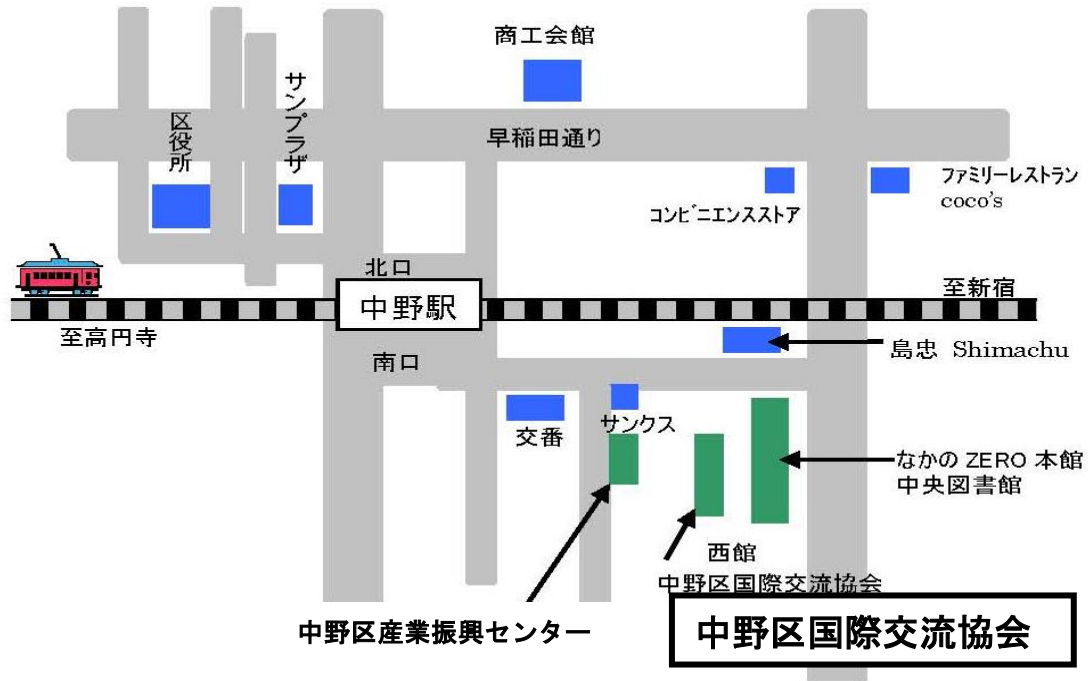 商工会館
サンプラザ
区役所
早稲田通り
ファミリーレストラン
coco's
コンビニエンスストア
北口
中野駅
至新宿
至高円寺
南口
島忠 Shimachu
サンクス
交番
なかの ZERO 本館
中央図書館
西館
中野区国際交流協会
中野区産業振興センター
中野区国際交流協会